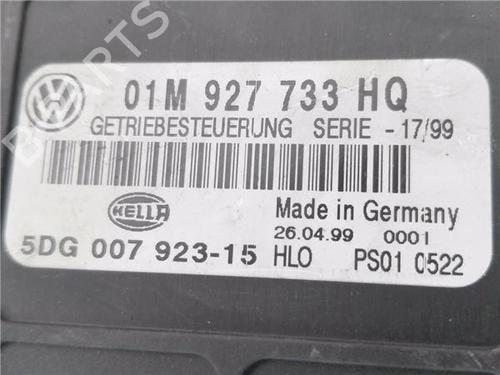 01M 927 733 HQ
GETRIEBESTEUERUNG SERIE - 17/99
HELLA
Made in Germany
26.04.99 0001
5DG 007 923-15 HLO PS01 0522